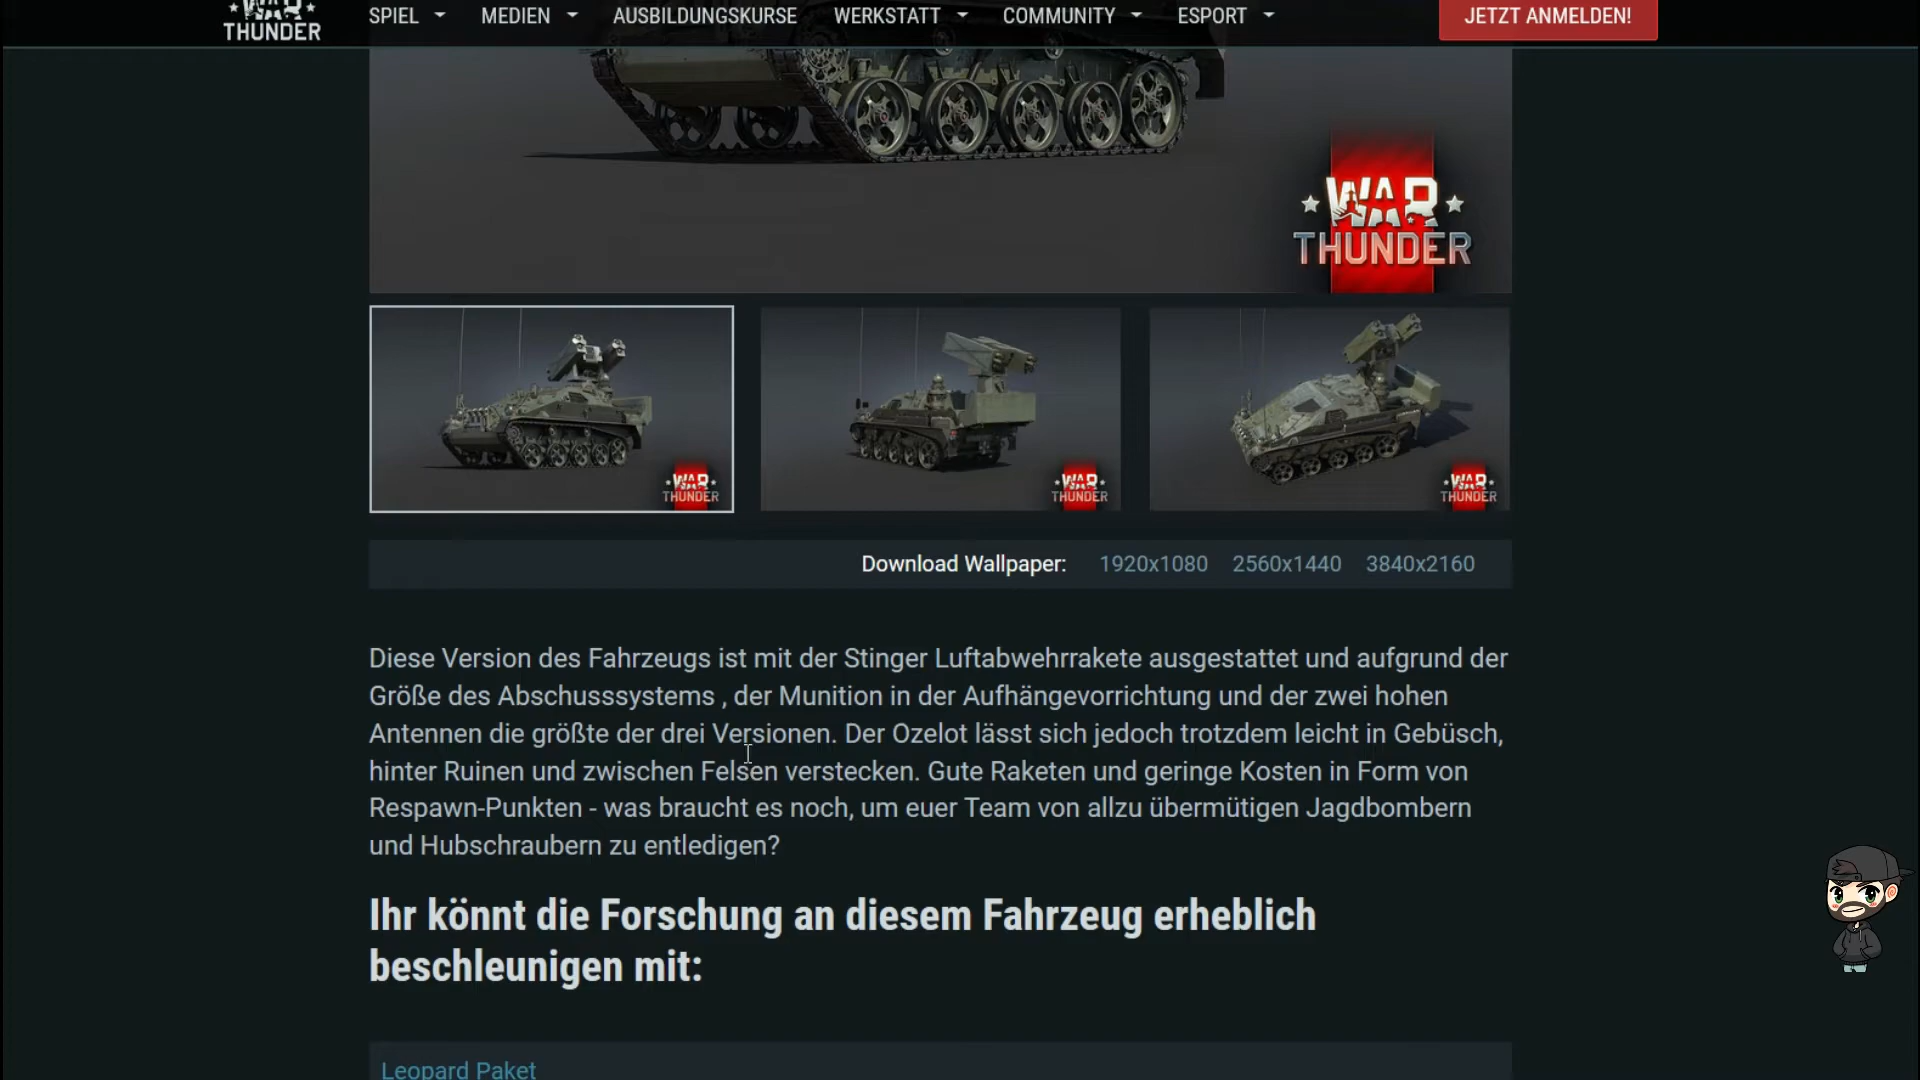 WAR
THUNDER
SPIEL
MEDIEN
AUSBILDUNGSKURSE
WERKSTATT
COMMUNITY
ESPORT
JETZT ANMELDEN!
WAR
THUNDER
WAR
THUNDER
WAR
THUNDER
WAR
THUNDER
Download Wallpaper: 1920x1080 2560x1440 3840x2160
Diese Version des Fahrzeugs ist mit der Stinger Luftabwehrrakete ausgestattet und aufgrund der
Größe des Abschusssystems , der Munition in der Aufhängevorrichtung und der zwei hohen
Antennen die größte der drei Versionen. Der Ozelot lässt sich jedoch trotzdem leicht in Gebüsch,
hinter Ruinen und zwischen Felsen verstecken. Gute Raketen und geringe Kosten in Form von
Respawn-Punkten - was braucht es noch, um euer Team von allzu übermütigen Jagdbombern
und Hubschraubern zu entledigen?
Ihr könnt die Forschung an diesem Fahrzeug erheblich
beschleunigen mit:
Leopard Paket